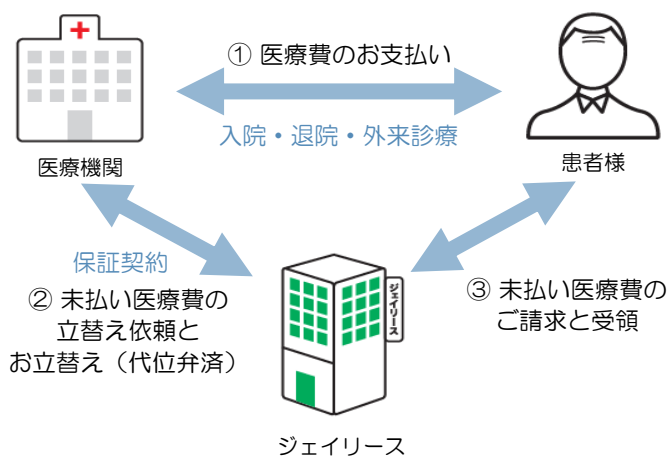 ① 医療費のお支払い
入院・退院・外来診療
医療機関
患者様
保証契約
② 未払い医療費の
立替え依頼と
お立替え（代位弁済）
③ 未払い医療費の
ご請求と受領
ジェイリース
ジェイリース